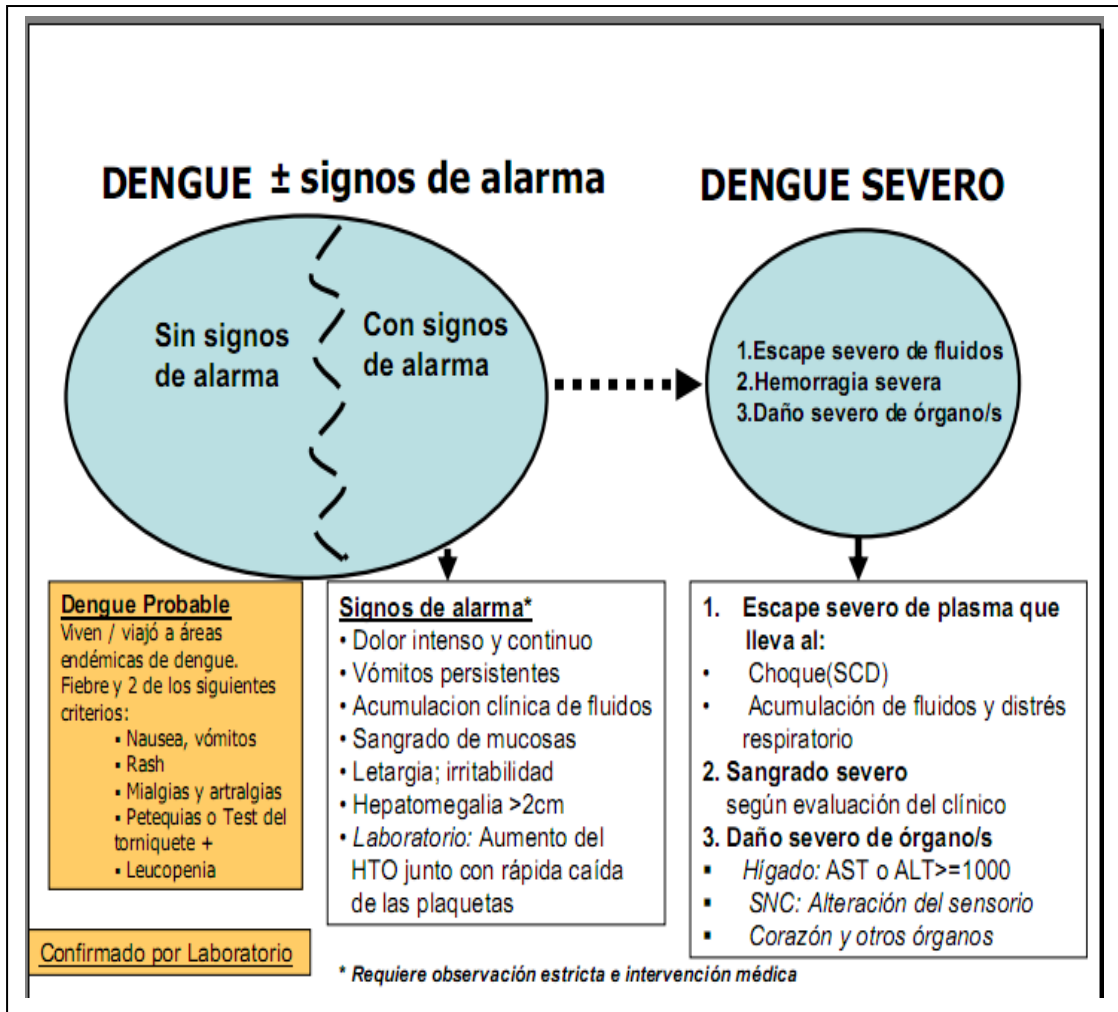 DENGUE ± signos de alarma
DENGUE SEVERO
Sin signos
de alarma
Con signos
de alarma
1.Escape severo de fluidos
2.Hemorragia severa
3.Daño severo de órgano/s
Dengue Probable
Viven / viajó a áreas
endémicas de dengue.
Fiebre y 2 de los siguientes
criterios:
▪ Nausea, vómitos
▪ Rash
▪ Mialgias y artralgias
▪ Petequias o Test del
torniquete +
▪ Leucopenia
Confirmado por Laboratorio
Signos de alarma*
• Dolor intenso y continuo
• Vómitos persistentes
• Acumulacion clínica de fluidos
• Sangrado de mucosas
• Letargia; irritabilidad
• Hepatomegalia >2cm
• Laboratorio: Aumento del
HTO junto con rápida caída
de las plaquetas
* Requiere observación estricta e intervención médica
1. Escape severo de plasma que
lleva al:
• Choque(SCD)
• Acumulación de fluidos y distrés
respiratorio
2. Sangrado severo
según evaluación del clínico
3. Daño severo de órgano/s
▪ Hígado: AST o ALT>=1000
▪ SNC: Alteración del sensorio
▪ Corazón y otros órganos